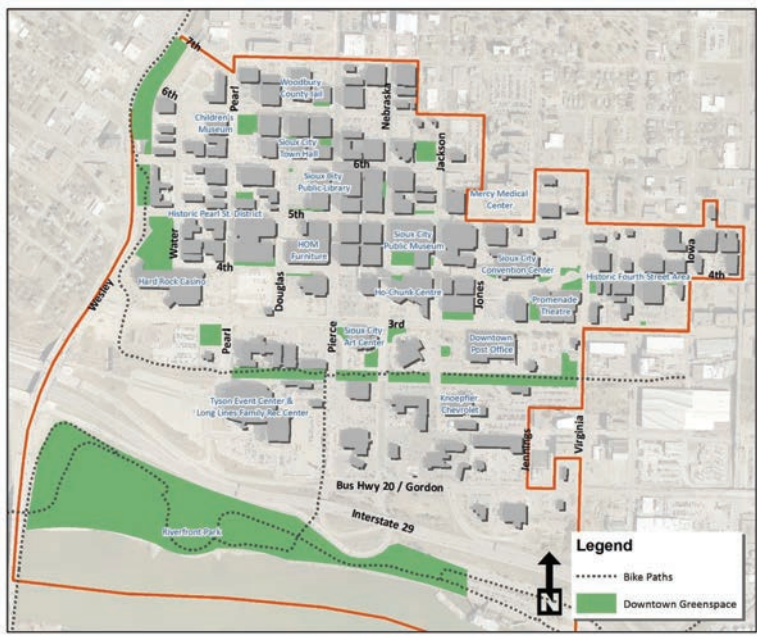 7th
6th
Pearl
Woodbury
County Jail
Nebraska
Children's
Museum
Sioux City
Town Hall
6th
Jackson
Sioux City
Public Library
Mercy Medical
Center
Historic Pearl St. District
5th
Water
HOM
Furniture
Sioux City
Public Museum
Sioux City
Convention Center
Iowa
4th
4th
Historic Fourth Street Area
Hard Rock Casino
Douglas
Ho-Chunk Centre
Jones
Promenade
Theatre
Wesley
Pearl
Pierce
3rd
Sioux City
Art Center
Downtown
Post Office
Tyson Event Center &
Long Lines Family Rec Center
Knoepfler
Chevrolet
Jennings
Virginia
Bus Hwy 20 / Gordon
Interstate 29
Riverfront Park
Legend
Bike Paths
Downtown Greenspace
N